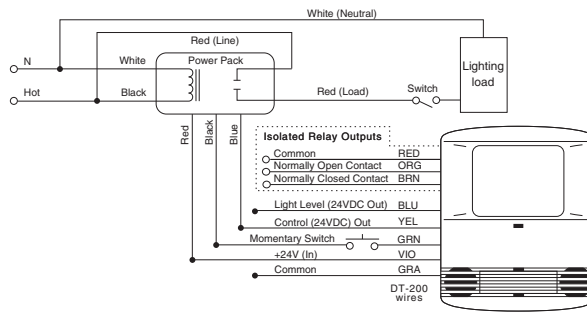 White (Neutral)
Red (Line)
N
White
Power Pack
Lighting
load
Hot
Black
Red (Load)
Switch
Red
Black
Blue
Isolated Relay Outputs
Common RED
Normally Open Contact ORG
Normally Closed Contact BRN
Light Level (24VDC Out) BLU
Control (24VDC) Out YEL
Momentary Switch GRN
+24V (In) VIO
Common GRA
DT-200
wires